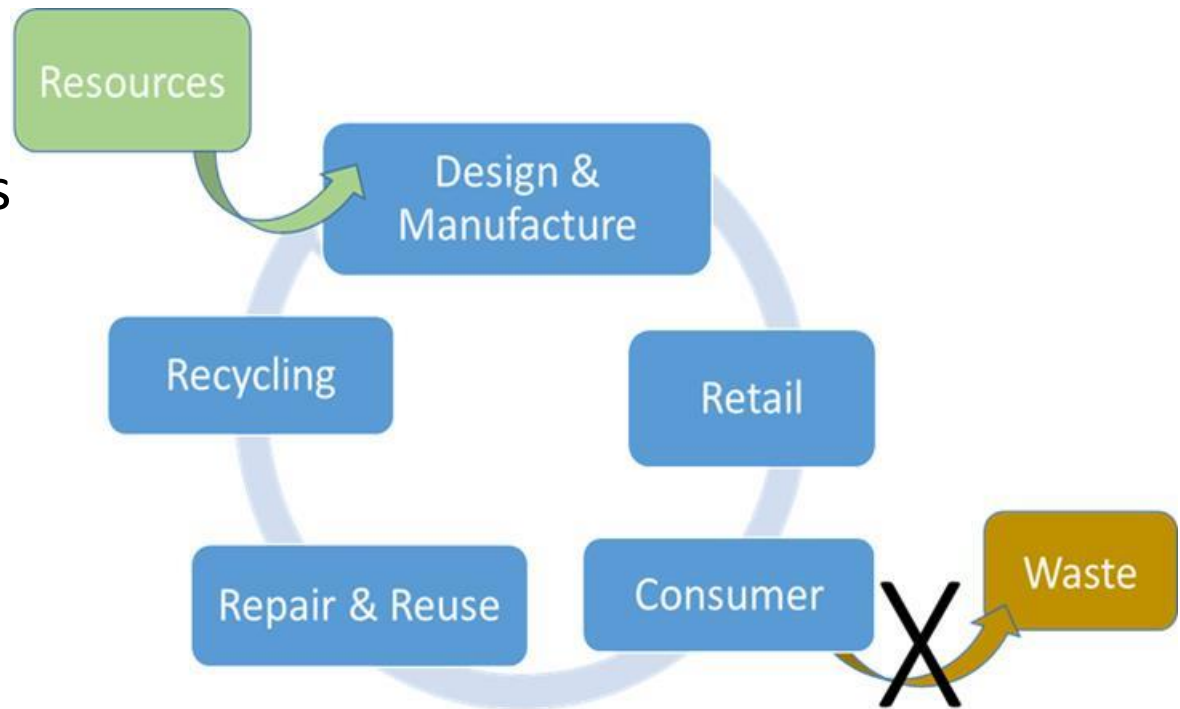 Resources
s
Design &
Manufacture
Recycling
Retail
Repair & Reuse
Consumer
X
Waste